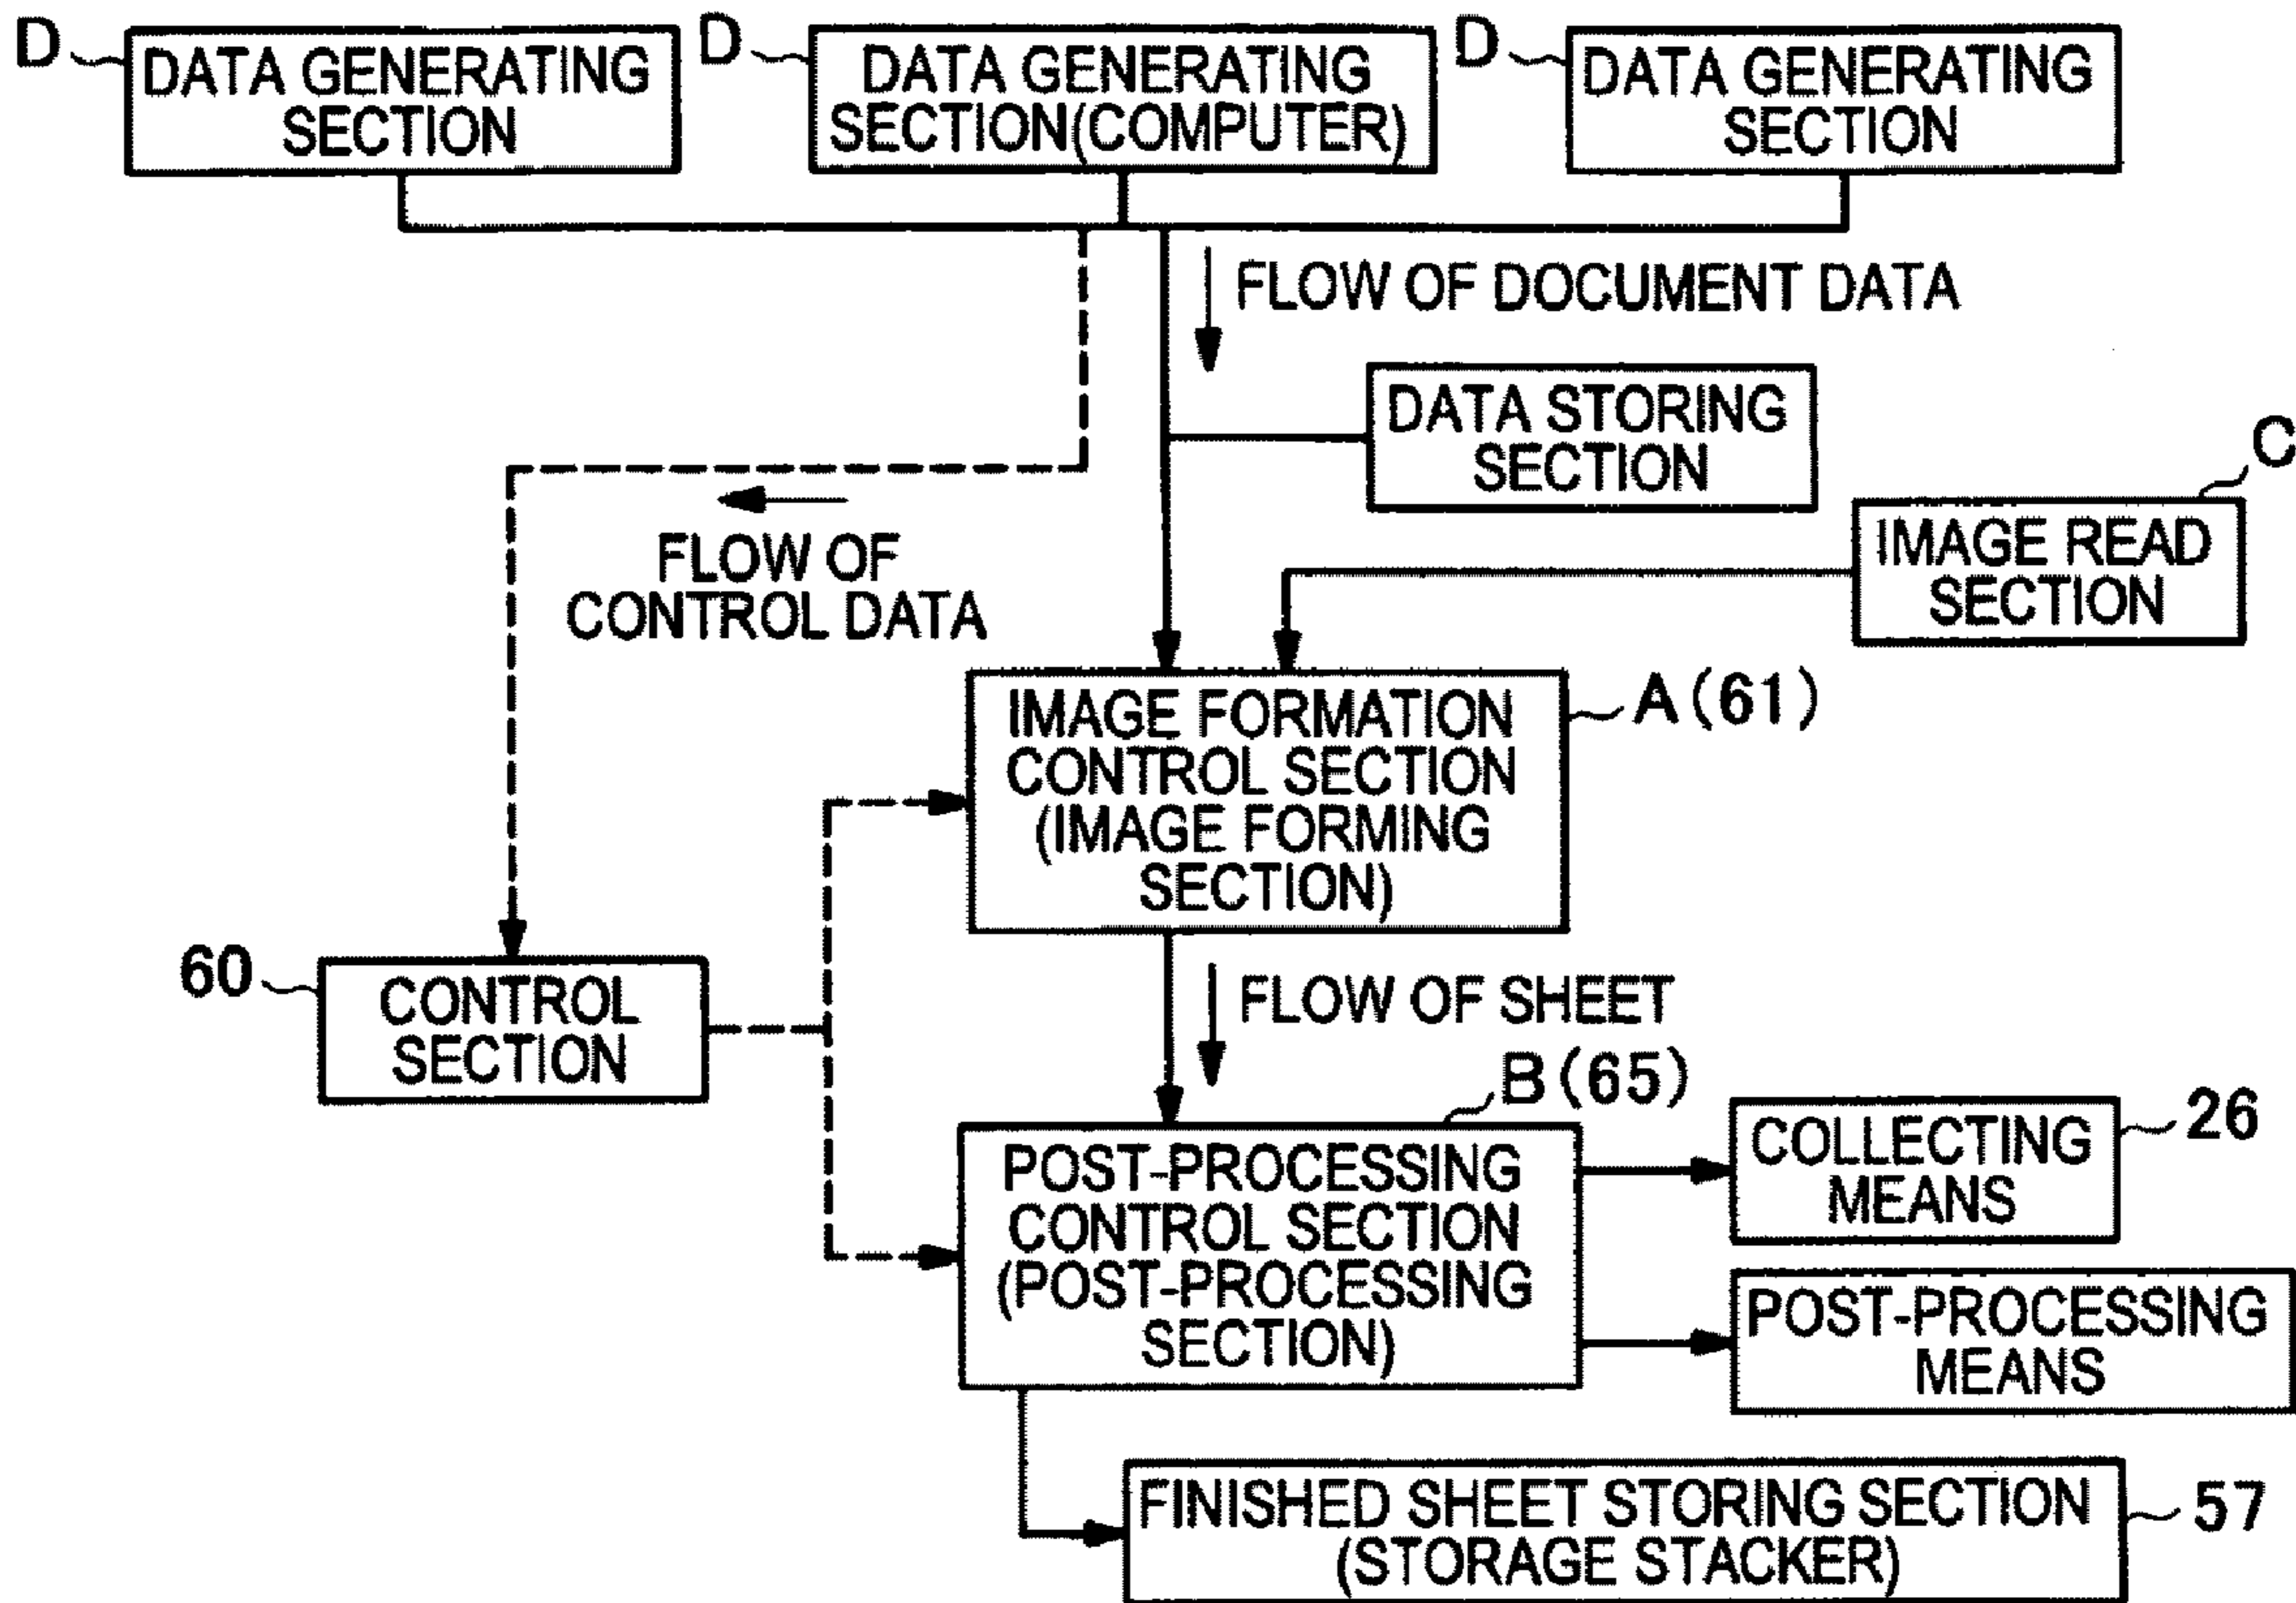 D
DATA GENERATING
SECTION
D
DATA GENERATING
SECTION(COMPUTER)
D
DATA GENERATING
SECTION
FLOW OF DOCUMENT DATA
DATA STORING
SECTION
C
IMAGE READ
SECTION
FLOW OF
CONTROL DATA
IMAGE FORMATION
CONTROL SECTION
(IMAGE FORMING
SECTION)
A(61)
60
CONTROL
SECTION
FLOW OF SHEET
B(65)
POST-PROCESSING
CONTROL SECTION
(POST-PROCESSING
SECTION)
COLLECTING
MEANS
26
POST-PROCESSING
MEANS
FINISHED SHEET STORING SECTION
(STORAGE STACKER)
57